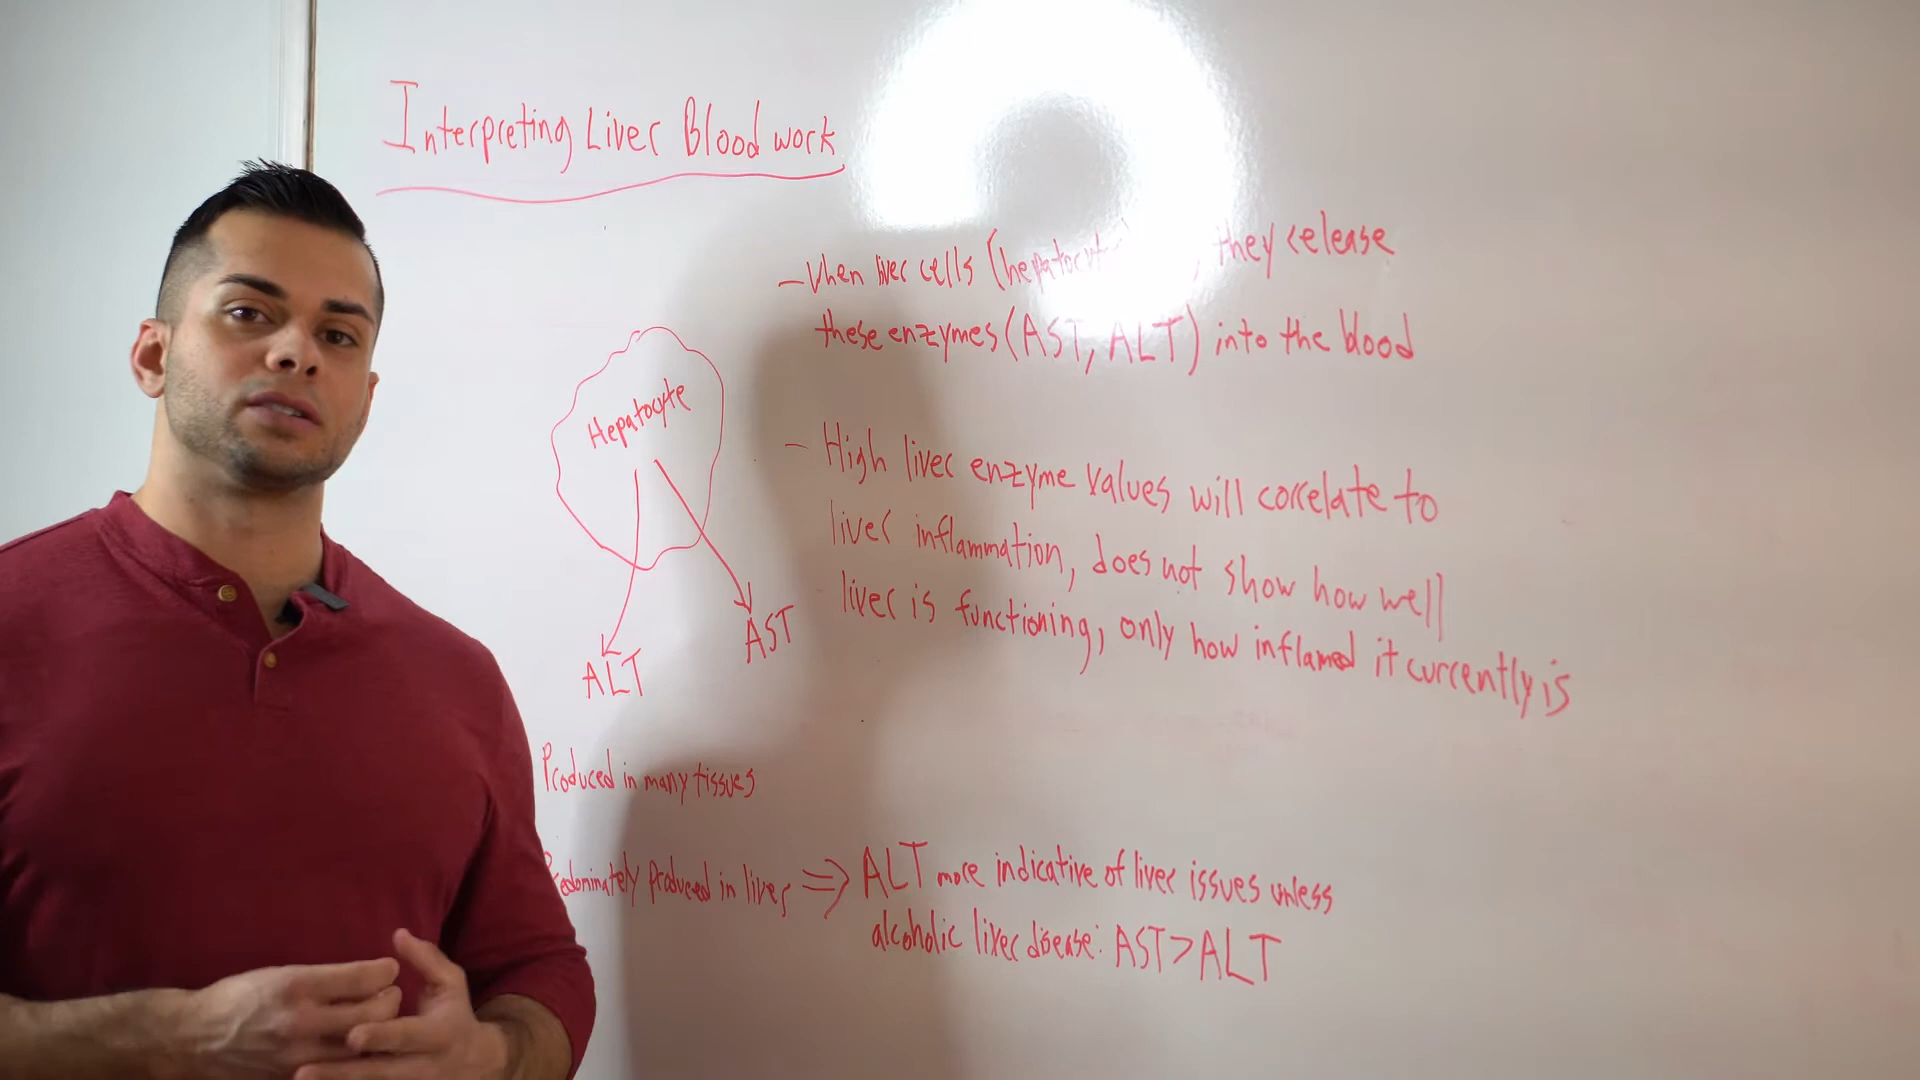 Interpreting Liver Blood work
- When liver cells (hepatocyt , they release
these enzymes (AST, ALT) into the blood
Hepatocyte
ALT
AST
- High liver enzyme values will correlate to
liver inflammation, does not show how well
liver is functioning, only how inflamed it currently is
Produced in many tissues
edominately produced in liver ⇒ ALT more indicative of liver issues unless
alcoholic liver disease: AST > ALT